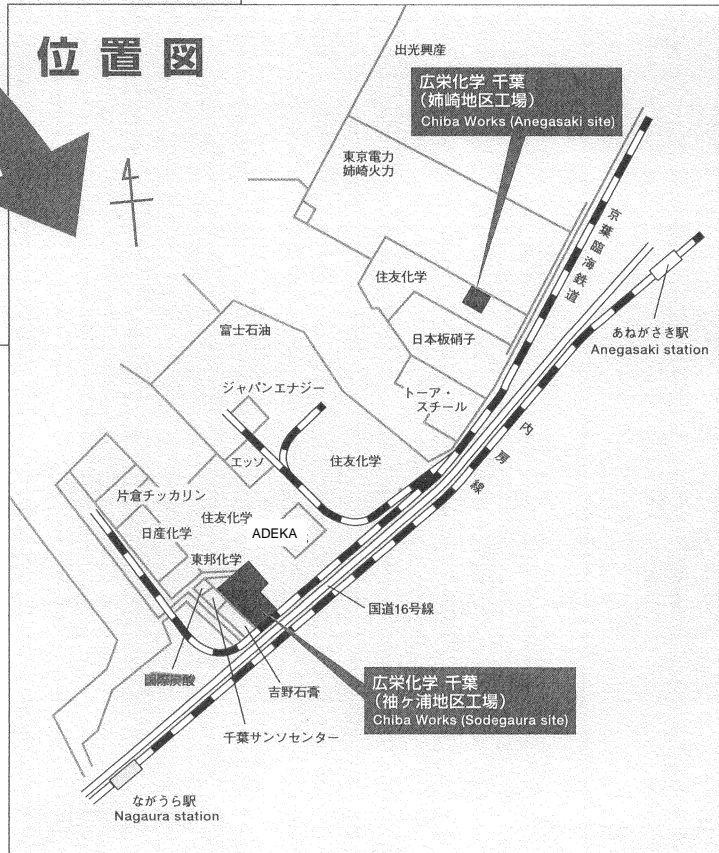 位置図
出光興産
広栄化学 千葉
（姉崎地区工場）
Chiba Works (Anegasaki site)
東京電力
姉崎火力
京葉臨海鉄道
住友化学
あねがさき駅
Anegasaki station
富士石油
日本板硝子
ジャパンエナジー
トーア・
スチール
内房線
エッソ
住友化学
片倉チッカリン
住友化学
日産化学
ADEKA
東邦化学
国道16号線
国際炭酸
吉野石膏
広栄化学 千葉
（袖ヶ浦地区工場）
Chiba Works (Sodegaura site)
千葉サンソセンター
ながうら駅
Nagaura station